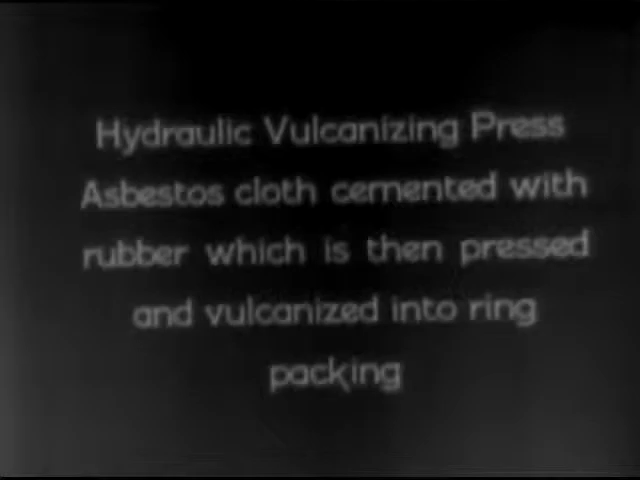 Hydraulic Vulcanizing Press
Asbestos cloth cemented with
rubber which is then pressed
and vulcanized into ring
packing